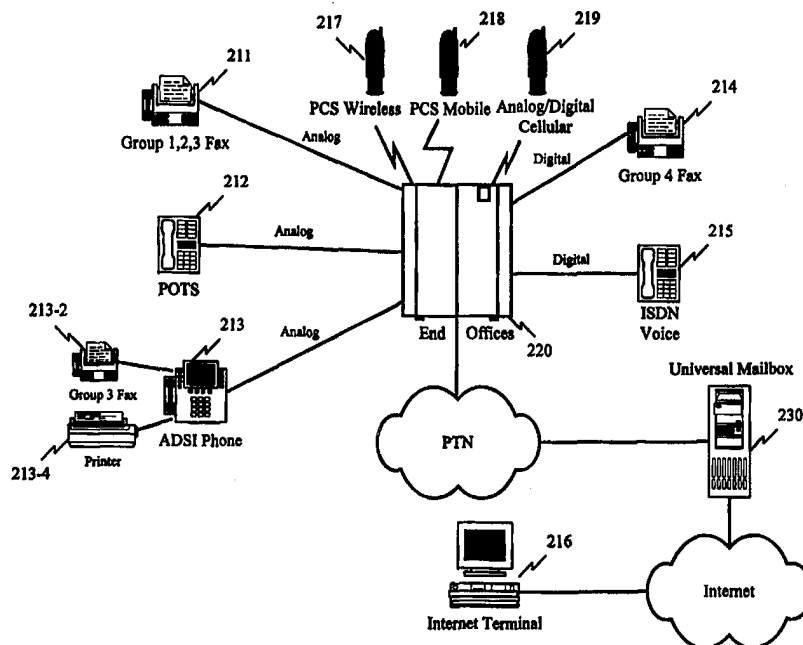 217
218
219
211
PCS Wireless
PCS Mobile
Analog/Digital
Cellular
214
Group 1,2,3 Fax
Analog
Digital
Group 4 Fax
212
Analog
POTS
215
Digital
ISDN
Voice
213-2
213
Analog
End Offices
220
Group 3 Fax
ADSI Phone
Universal Mailbox
230
213-4
Printer
PTN
216
Internet Terminal
Internet